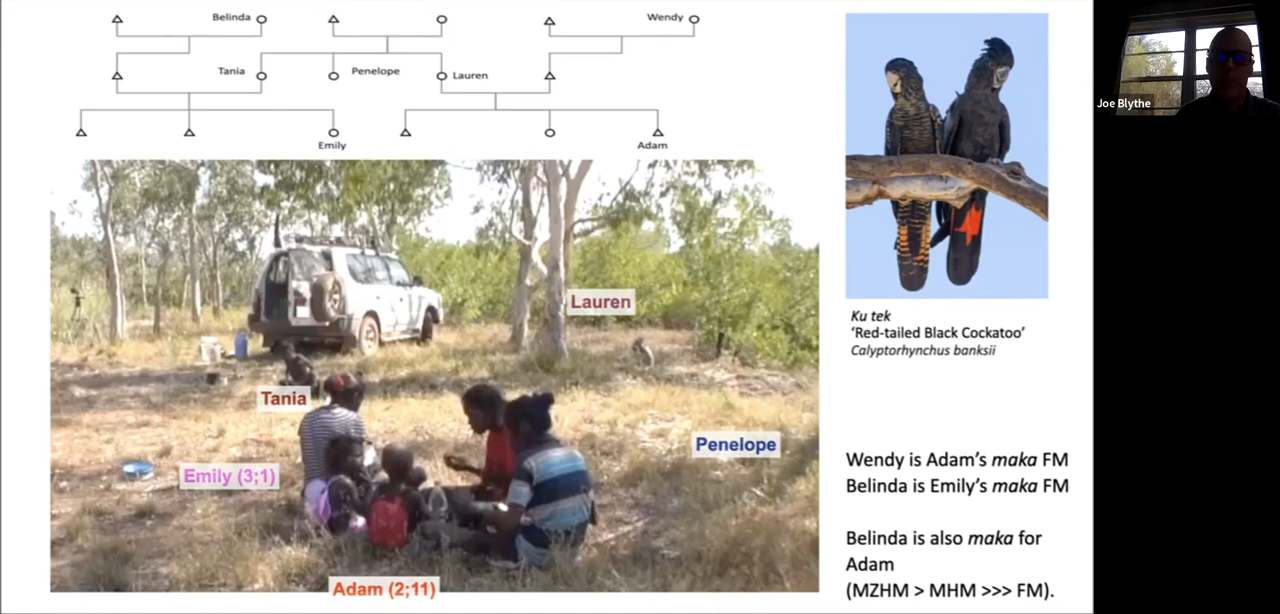 Belinda
Wendy
Tania
Penelope
Lauren
Emily
Adam
Joe Blythe
Lauren
Tania
Penelope
Emily (3;1)
Adam (2;11)
Ku tek
‘Red-tailed Black Cockatoo’
Calyptorhynchus banksii
Wendy is Adam’s maka FM
Belinda is Emily’s maka FM
Belinda is also maka for
Adam
(MZHM > MHM >>> FM).